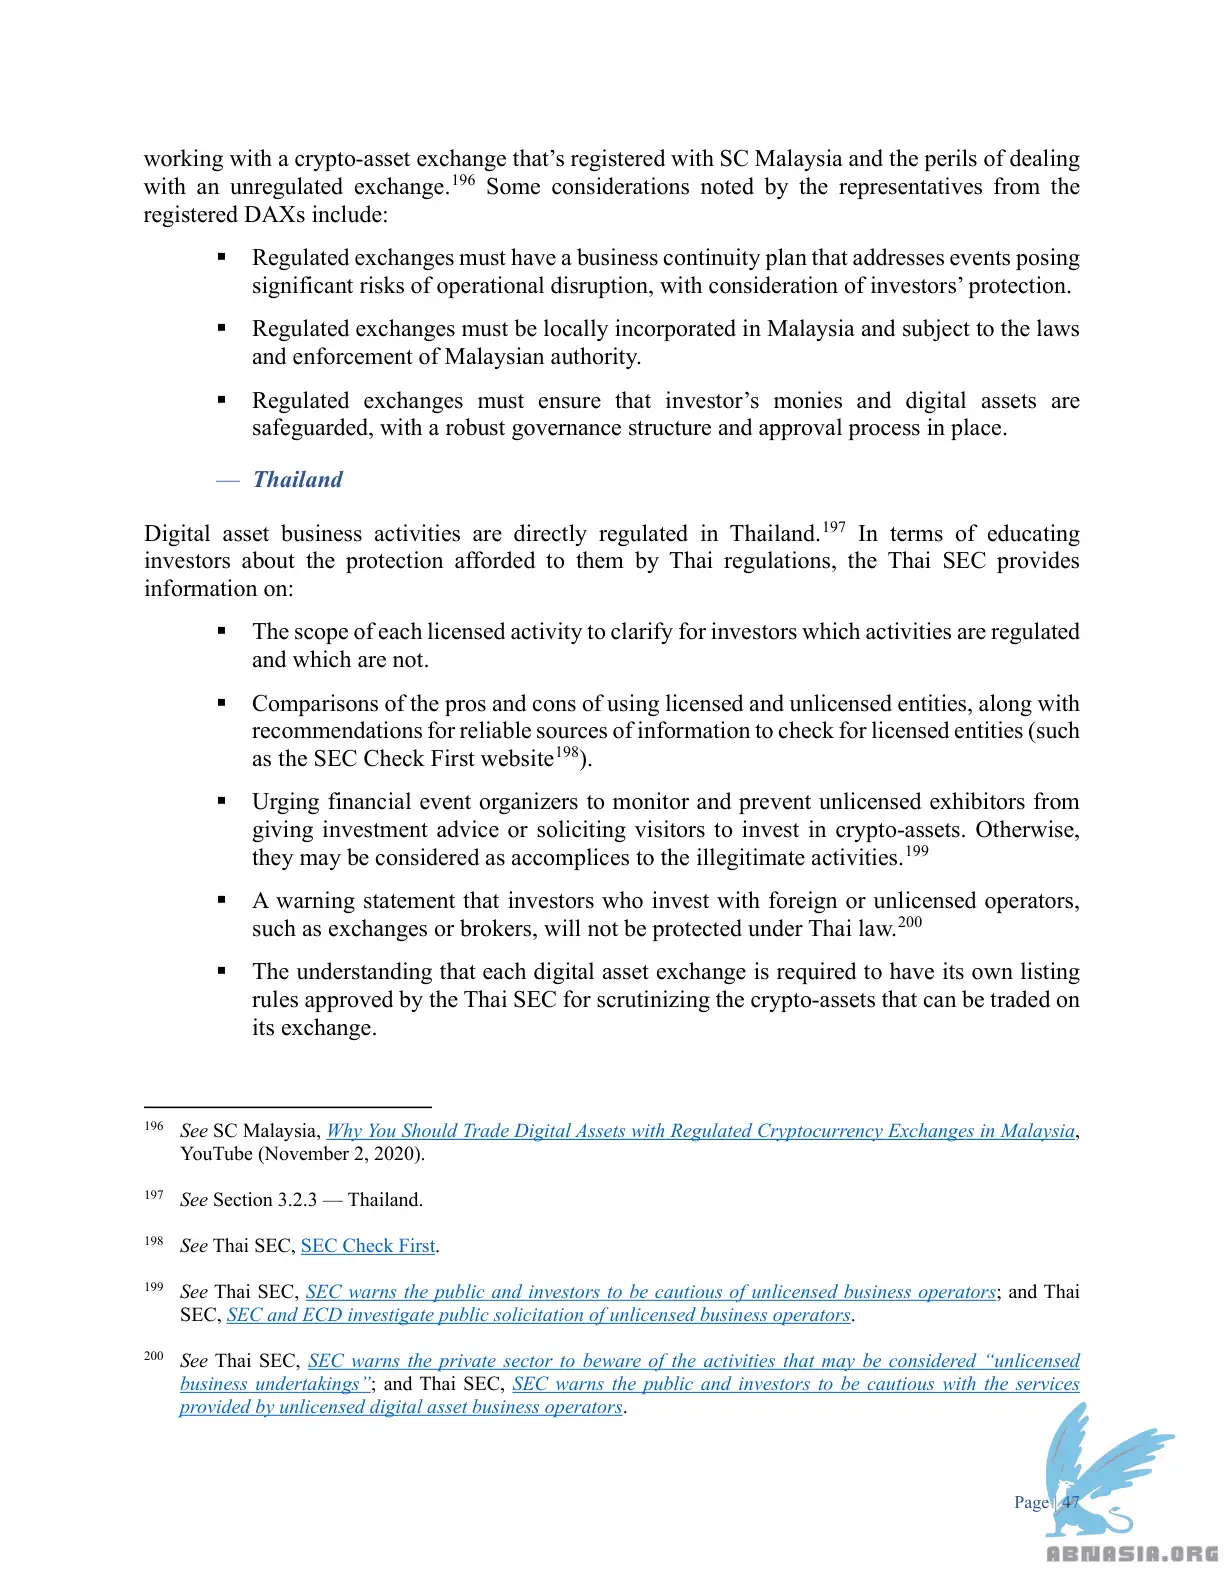 working with a crypto-asset exchange that’s registered with SC Malaysia and the perils of dealing
with an unregulated exchange.196 Some considerations noted by the representatives from the
registered DAXs include:
▪ Regulated exchanges must have a business continuity plan that addresses events posing
significant risks of operational disruption, with consideration of investors’ protection.
▪ Regulated exchanges must be locally incorporated in Malaysia and subject to the laws
and enforcement of Malaysian authority.
▪ Regulated exchanges must ensure that investor’s monies and digital assets are
safeguarded, with a robust governance structure and approval process in place.
— Thailand
Digital asset business activities are directly regulated in Thailand.197 In terms of educating
investors about the protection afforded to them by Thai regulations, the Thai SEC provides
information on:
▪ The scope of each licensed activity to clarify for investors which activities are regulated
and which are not.
▪ Comparisons of the pros and cons of using licensed and unlicensed entities, along with
recommendations for reliable sources of information to check for licensed entities (such
as the SEC Check First website198).
▪ Urging financial event organizers to monitor and prevent unlicensed exhibitors from
giving investment advice or soliciting visitors to invest in crypto-assets. Otherwise,
they may be considered as accomplices to the illegitimate activities.199
▪ A warning statement that investors who invest with foreign or unlicensed operators,
such as exchanges or brokers, will not be protected under Thai law.200
▪ The understanding that each digital asset exchange is required to have its own listing
rules approved by the Thai SEC for scrutinizing the crypto-assets that can be traded on
its exchange.
196 See SC Malaysia, Why You Should Trade Digital Assets with Regulated Cryptocurrency Exchanges in Malaysia,
YouTube (November 2, 2020).
197 See Section 3.2.3 — Thailand.
198 See Thai SEC, SEC Check First.
199 See Thai SEC, SEC warns the public and investors to be cautious of unlicensed business operators; and Thai
SEC, SEC and ECD investigate public solicitation of unlicensed business operators.
200 See Thai SEC, SEC warns the private sector to beware of the activities that may be considered “unlicensed
business undertakings”; and Thai SEC, SEC warns the public and investors to be cautious with the services
provided by unlicensed digital asset business operators.
Page | 47
ABNASIA.ORG